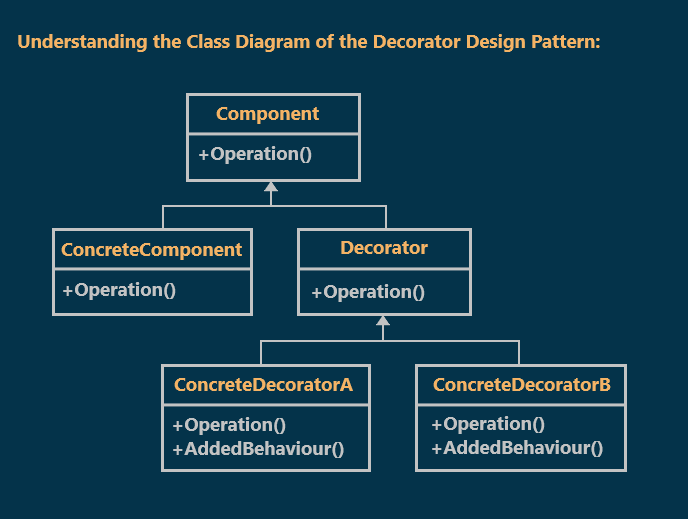 Understanding the Class Diagram of the Decorator Design Pattern:
Component
+Operation()
ConcreteComponent
+Operation()
Decorator
+Operation()
ConcreteDecoratorA
+Operation()
+AddedBehaviour()
ConcreteDecoratorB
+Operation()
+AddedBehaviour()